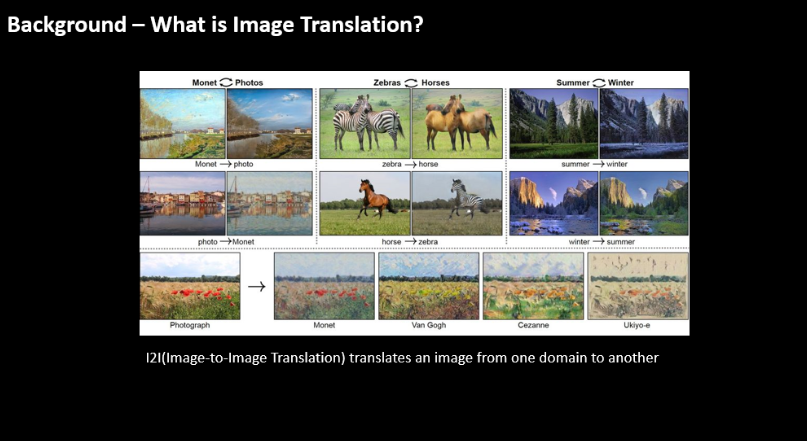 Background – What is Image Translation?
Monet Photos
Zebras Horses
Summer Winter
Monet → photo
zebra → horse
summer → winter
photo → Monet
horse → zebra
winter → summer
Photograph
Monet
Van Gogh
Cezanne
Ukiyo-e
I2I(Image-to-Image Translation) translates an image from one domain to another